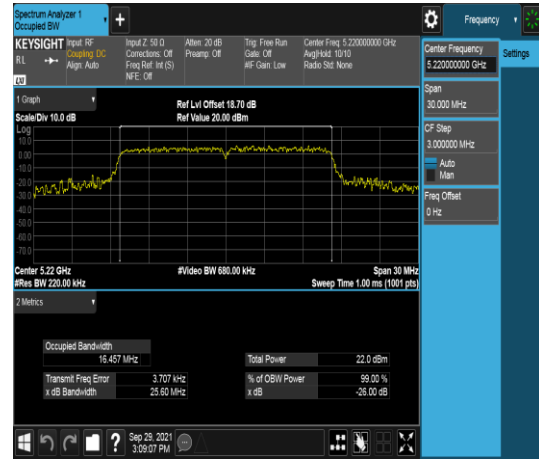 Spectrum Analyzer 1
Occupied BW
Frequency
KEYSIGHT
Input: RF
Coupling: DC
Align: Auto
RL
LXI
Input Z: 50 Ω
Corrections: Off
Freq Ref: Int (S)
NFE: Off
Atten: 20 dB
Preamp: Off
Trig: Free Run
Gate: Off
#IF Gain: Low
Center Freq: 5.220000000 GHz
Avg|Hold: 10/10
Radio Std: None
Center Frequency
5.220000000 GHz
Settings
Span
30.000 MHz
CF Step
3.000000 MHz
Auto
Man
Freq Offset
0 Hz
1 Graph
Scale/Div 10.0 dB
Ref Lvl Offset 18.70 dB
Ref Value 20.00 dBm
Log
10.0
0.00
-10.0
-20.0
-30.0
-40.0
-50.0
-60.0
-70.0
Center 5.22 GHz
#Video BW 680.00 kHz
Span 30 MHz
#Res BW 220.00 kHz
Sweep Time 1.00 ms (1001 pts)
2 Metrics
Occupied Bandwidth
16.457 MHz
Total Power
22.0 dBm
Transmit Freq Error
3.707 kHz
% of OBW Power
99.00 %
x dB Bandwidth
25.60 MHz
x dB
-26.00 dB
Sep 29, 2021
3:09:07 PM